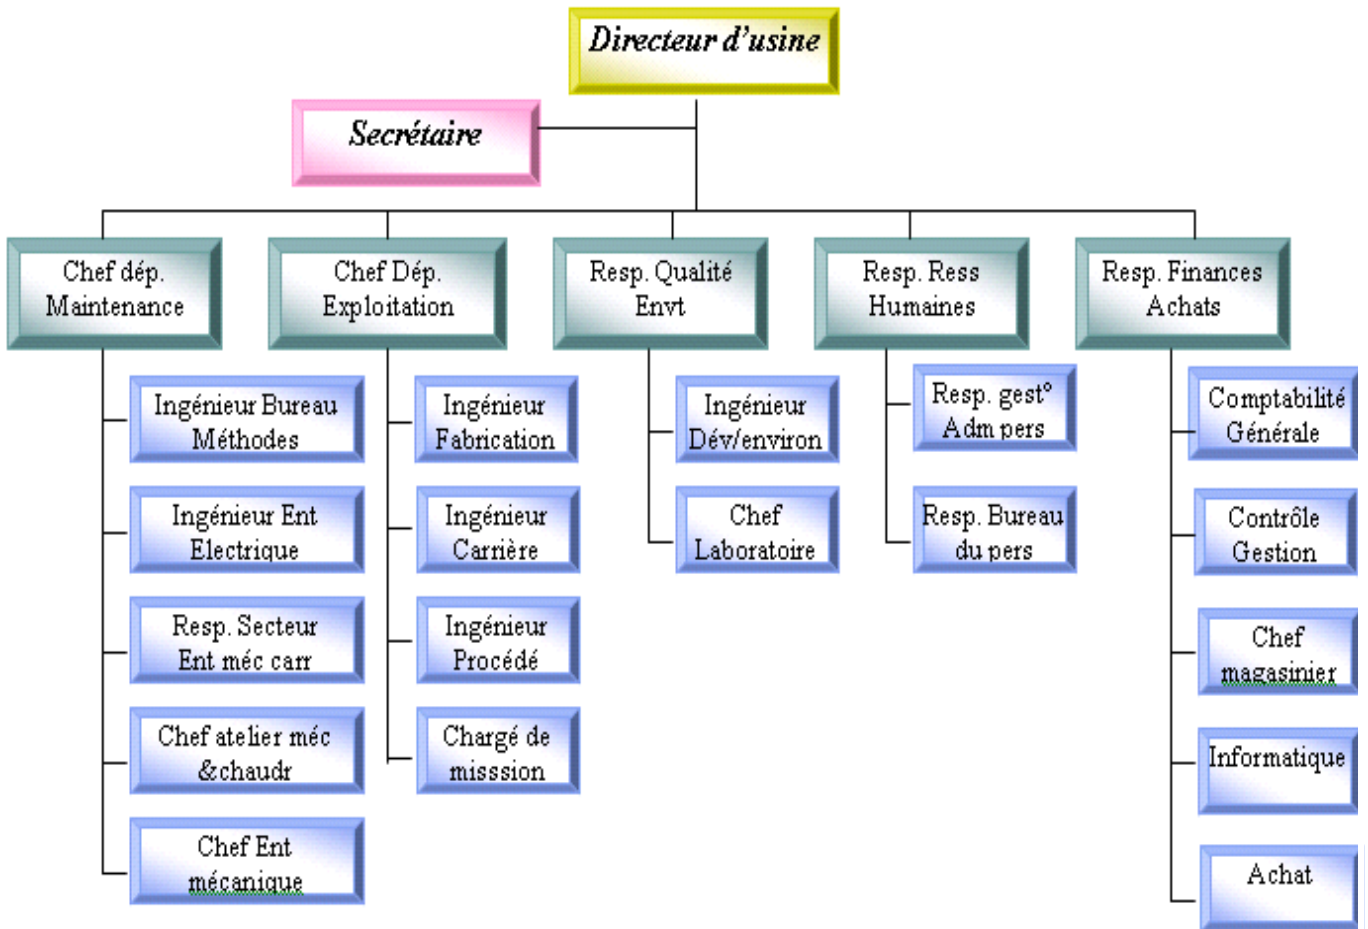 Directeur d'usine
Secrétaire
Chef dép.
Maintenance
Chef Dép.
Exploitation
Resp. Qualité
Envt
Resp. Ress
Humaines
Resp. Finances
Achats
Ingénieur Bureau
Méthodes
Ingénieur Ent
Electrique
Resp. Secteur
Ent méc carr
Chef atelier méc
&chaudr
Chef Ent
mécanique
Ingénieur
Fabrication
Ingénieur
Carrière
Ingénieur
Procédé
Chargé de
misssion
Ingénieur
Dév/environ
Chef
Laboratoire
Resp. gest°
Adm pers
Resp. Bureau
du pers
Comptabilité
Générale
Contrôle
Gestion
Chef
magasinier
Informatique
Achat